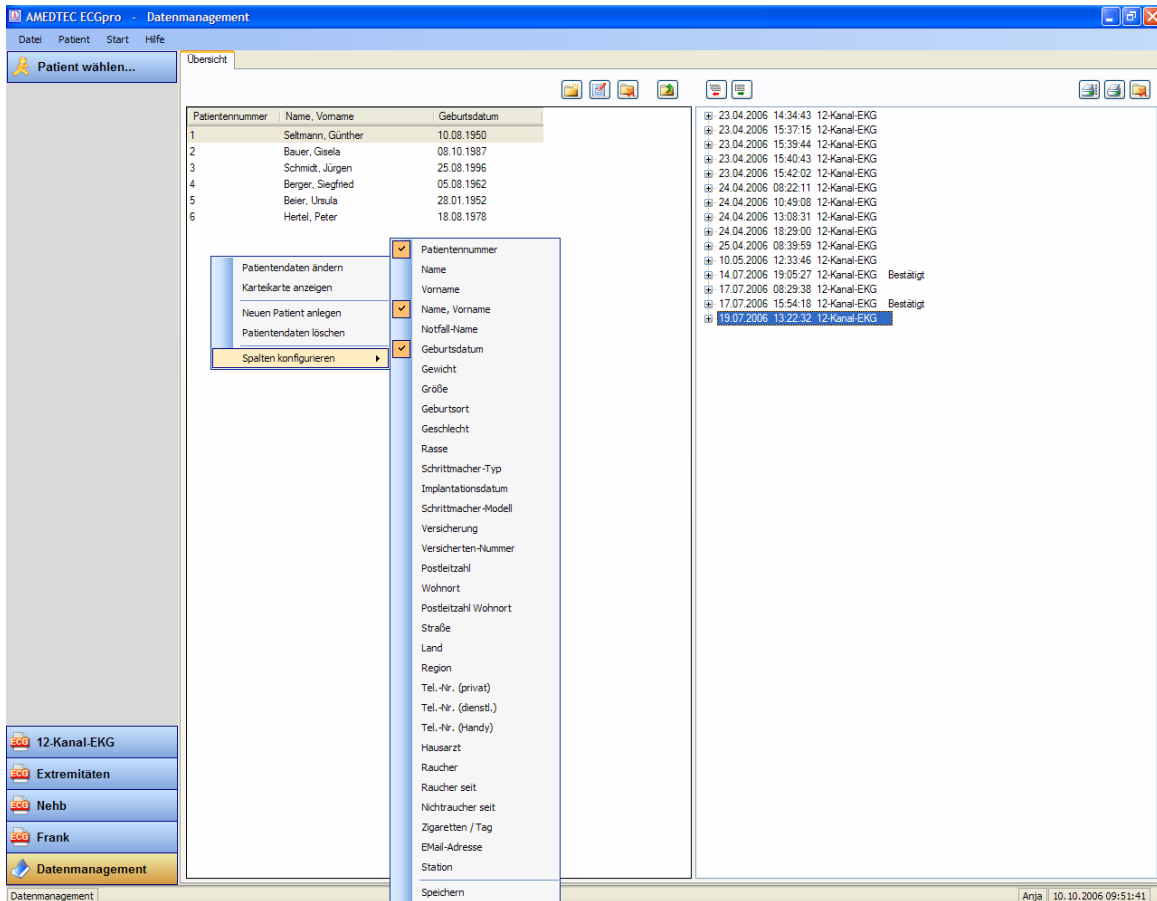 AMEDTEC ECGpro - Datenmanagement
Datei Patient Start Hilfe
Patient wählen...
Übersicht
Patientennummer Name, Vorname Geburtsdatum
1 Seltmann, Günther 10.08.1950
2 Bauer, Gisela 08.10.1987
3 Schmidt, Jürgen 25.08.1996
4 Berger, Siegfried 05.08.1962
5 Beier, Ursula 28.01.1952
6 Hertel, Peter 18.08.1978
Patientendaten ändern
Karteikarte anzeigen
Neuen Patient anlegen
Patientendaten löschen
Spalten konfigurieren
Patientennummer
Name
Vorname
Name, Vorname
Notfall-Name
Geburtsdatum
Gewicht
Größe
Geburtsort
Geschlecht
Rasse
Schrittmacher-Typ
Implantationsdatum
Schrittmacher-Modell
Versicherung
Versicherten-Nummer
Postleitzahl
Wohnort
Postleitzahl Wohnort
Straße
Land
Region
Tel.-Nr. (privat)
Tel.-Nr. (dienstl.)
Tel.-Nr. (Handy)
Hausarzt
Raucher
Raucher seit
Nichtraucher seit
Zigaretten / Tag
EMail-Adresse
Station
Speichern
23.04.2006 14:34:43 12-Kanal-EKG
23.04.2006 15:37:15 12-Kanal-EKG
23.04.2006 15:39:44 12-Kanal-EKG
23.04.2006 15:40:43 12-Kanal-EKG
23.04.2006 15:42:02 12-Kanal-EKG
24.04.2006 08:22:11 12-Kanal-EKG
24.04.2006 10:49:08 12-Kanal-EKG
24.04.2006 13:08:31 12-Kanal-EKG
24.04.2006 18:29:00 12-Kanal-EKG
25.04.2006 08:39:59 12-Kanal-EKG
10.05.2006 12:33:46 12-Kanal-EKG
14.07.2006 19:05:27 12-Kanal-EKG Bestätigt
17.07.2006 08:29:38 12-Kanal-EKG
17.07.2006 15:54:18 12-Kanal-EKG Bestätigt
19.07.2006 13:22:32 12-Kanal-EKG
ECG 12-Kanal-EKG
ECG Extremitäten
ECG Nehb
ECG Frank
Datenmanagement
Datenmanagement
Anja 10.10.2006 09:51:41